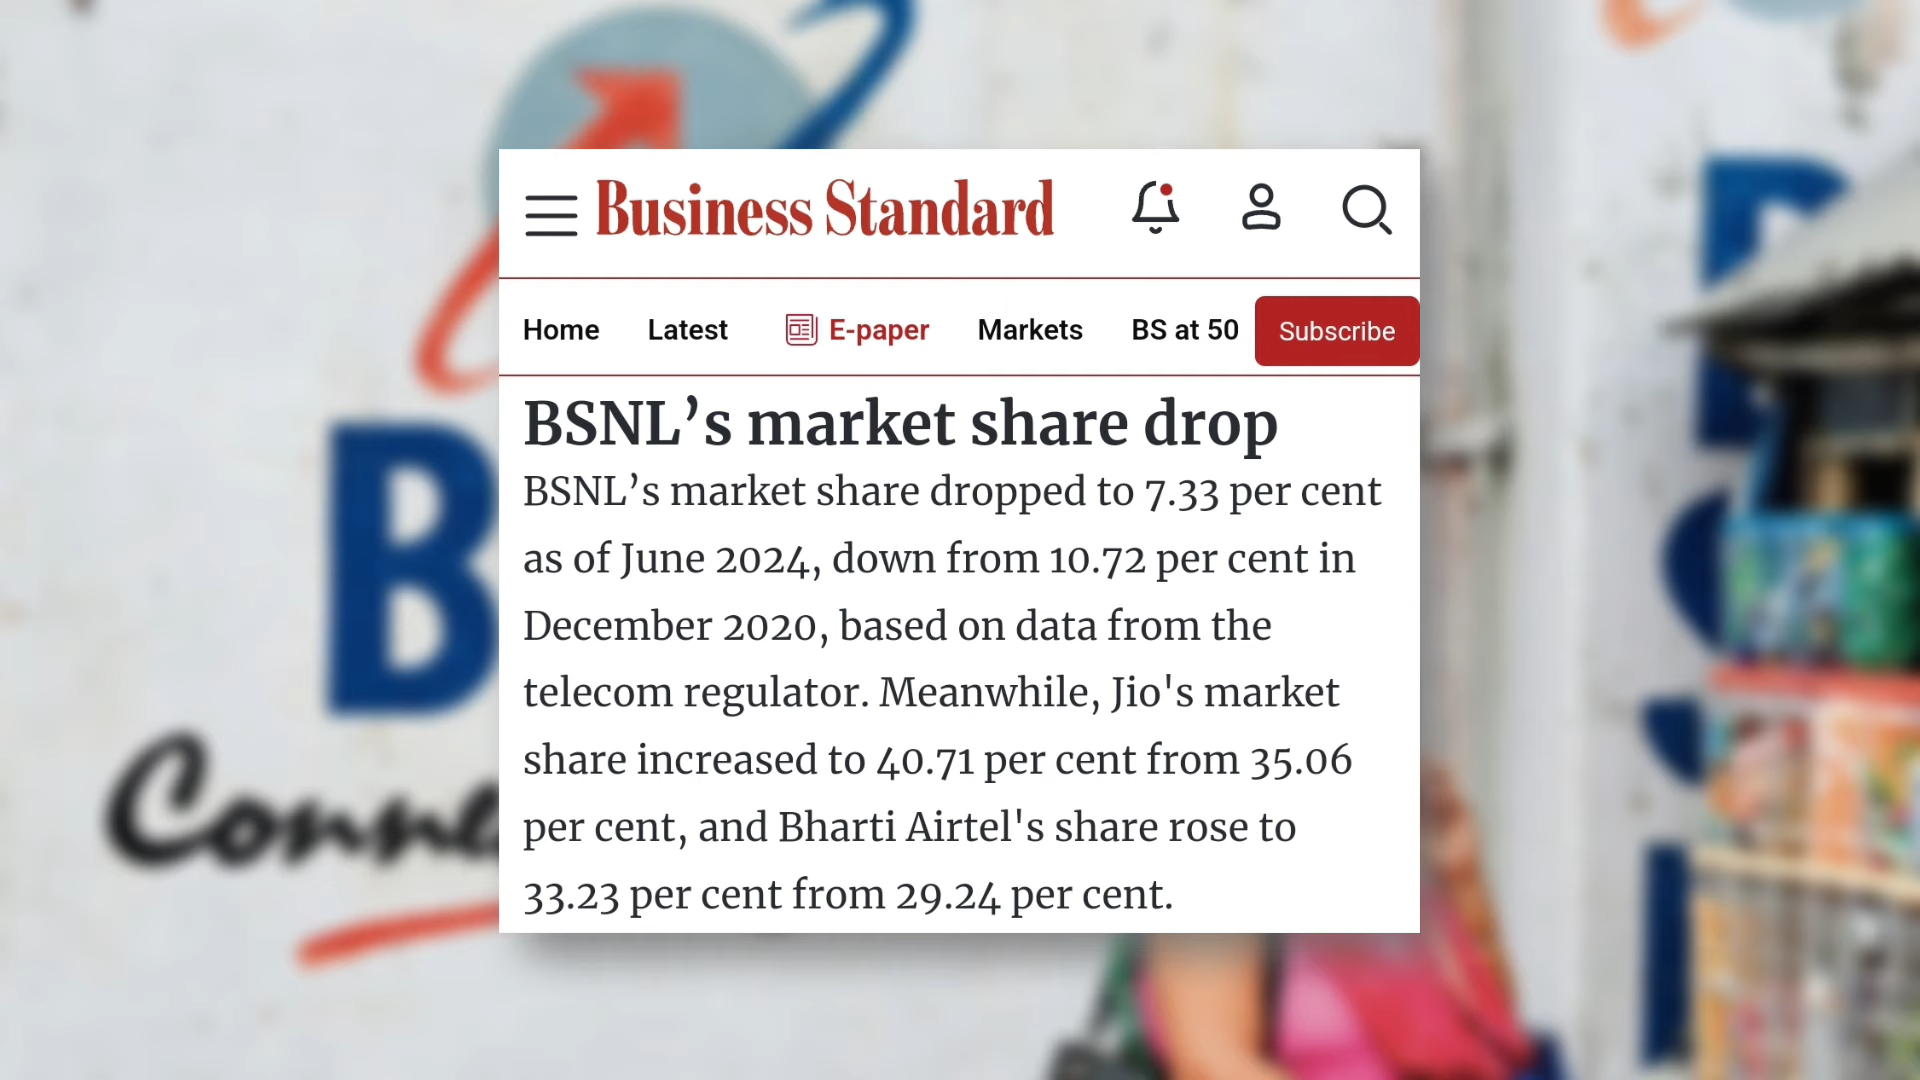 Business Standard
Home Latest E-paper Markets BS at 50 Subscribe
BSNL’s market share drop
BSNL’s market share dropped to 7.33 per cent
as of June 2024, down from 10.72 per cent in
December 2020, based on data from the
telecom regulator. Meanwhile, Jio's market
share increased to 40.71 per cent from 35.06
per cent, and Bharti Airtel's share rose to
33.23 per cent from 29.24 per cent.
B
Conne